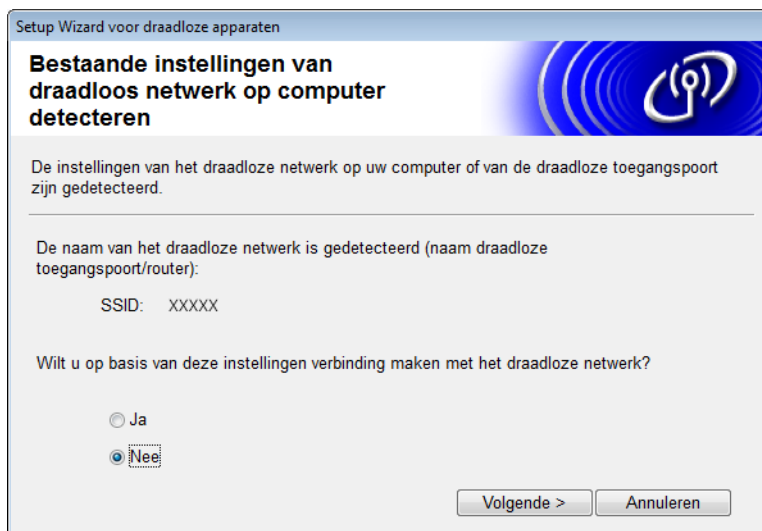 Setup Wizard voor draadloze apparaten
Bestaande instellingen van
draadloos netwerk op computer
detecteren
De instellingen van het draadloze netwerk op uw computer of van de draadloze toegangspoort
zijn gedetecteerd.
De naam van het draadloze netwerk is gedetecteerd (naam draadloze
toegangspoort/router):
SSID: XXXXX
Wilt u op basis van deze instellingen verbinding maken met het draadloze netwerk?
Ja
Nee
Volgende > Annuleren